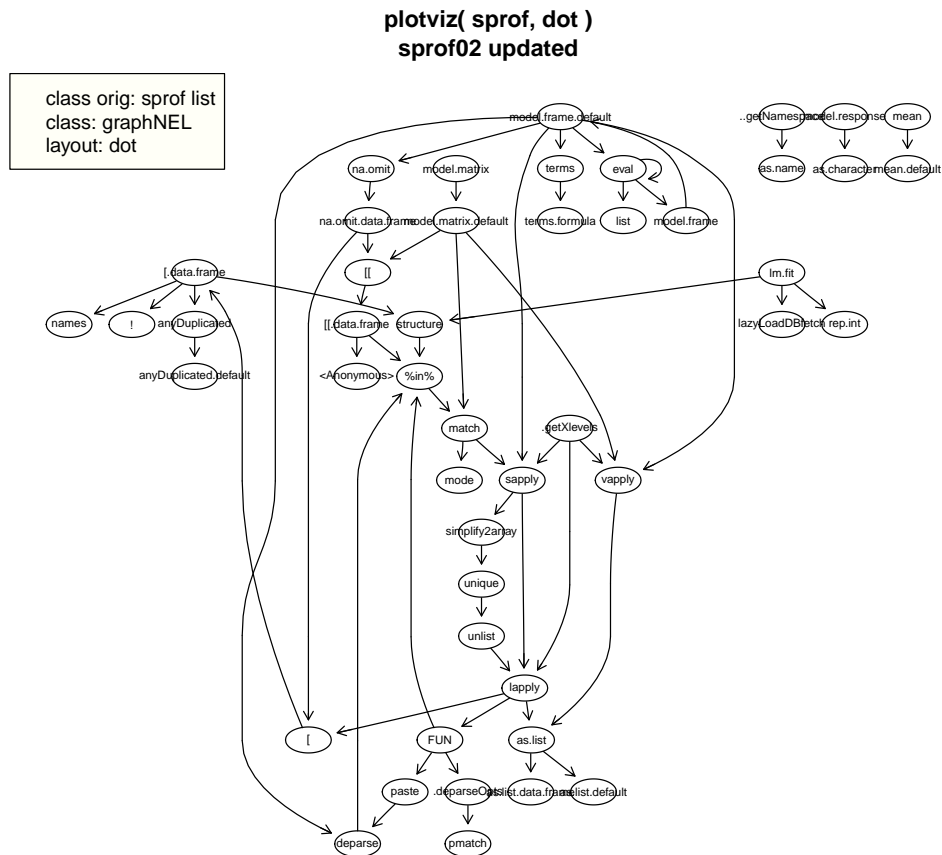 plotviz( sprof, dot )
sprof02 updated
class orig: sprof list
class: graphNEL
layout: dot
model.frame.default
..getNamespace
model.response
mean
na.omit
model.matrix
terms
eval
as.name
as.character
mean.default
na.omit.data.frame
model.matrix.default
terms.formula
list
model.frame
[.data.frame
[[
lm.fit
names
!
anyDuplicated
[[.data.frame
structure
lazyLoadDBfetch
rep.int
anyDuplicated.default
<Anonymous>
%in%
match
.getXlevels
mode
sapply
vapply
simplify2array
unique
unlist
lapply
[
FUN
as.list
paste
.deparseOpts
as.list.data.frame
as.list.default
deparse
pmatch